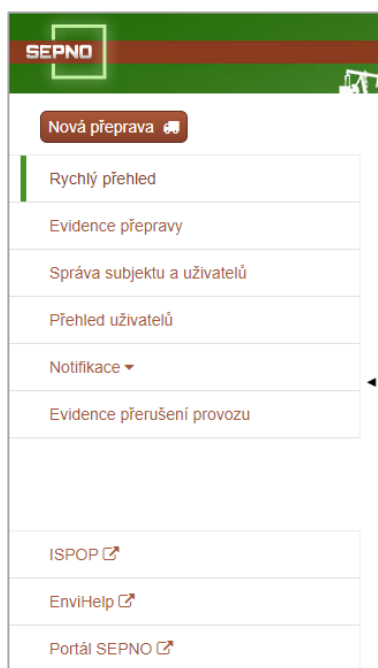 SEPNO
Nová přeprava
Rychlý přehled
Evidence přepravy
Správa subjektu a uživatelů
Přehled uživatelů
Notifikace
Evidence přerušení provozu
ISPOP
EnviHelp
Portál SEPNO